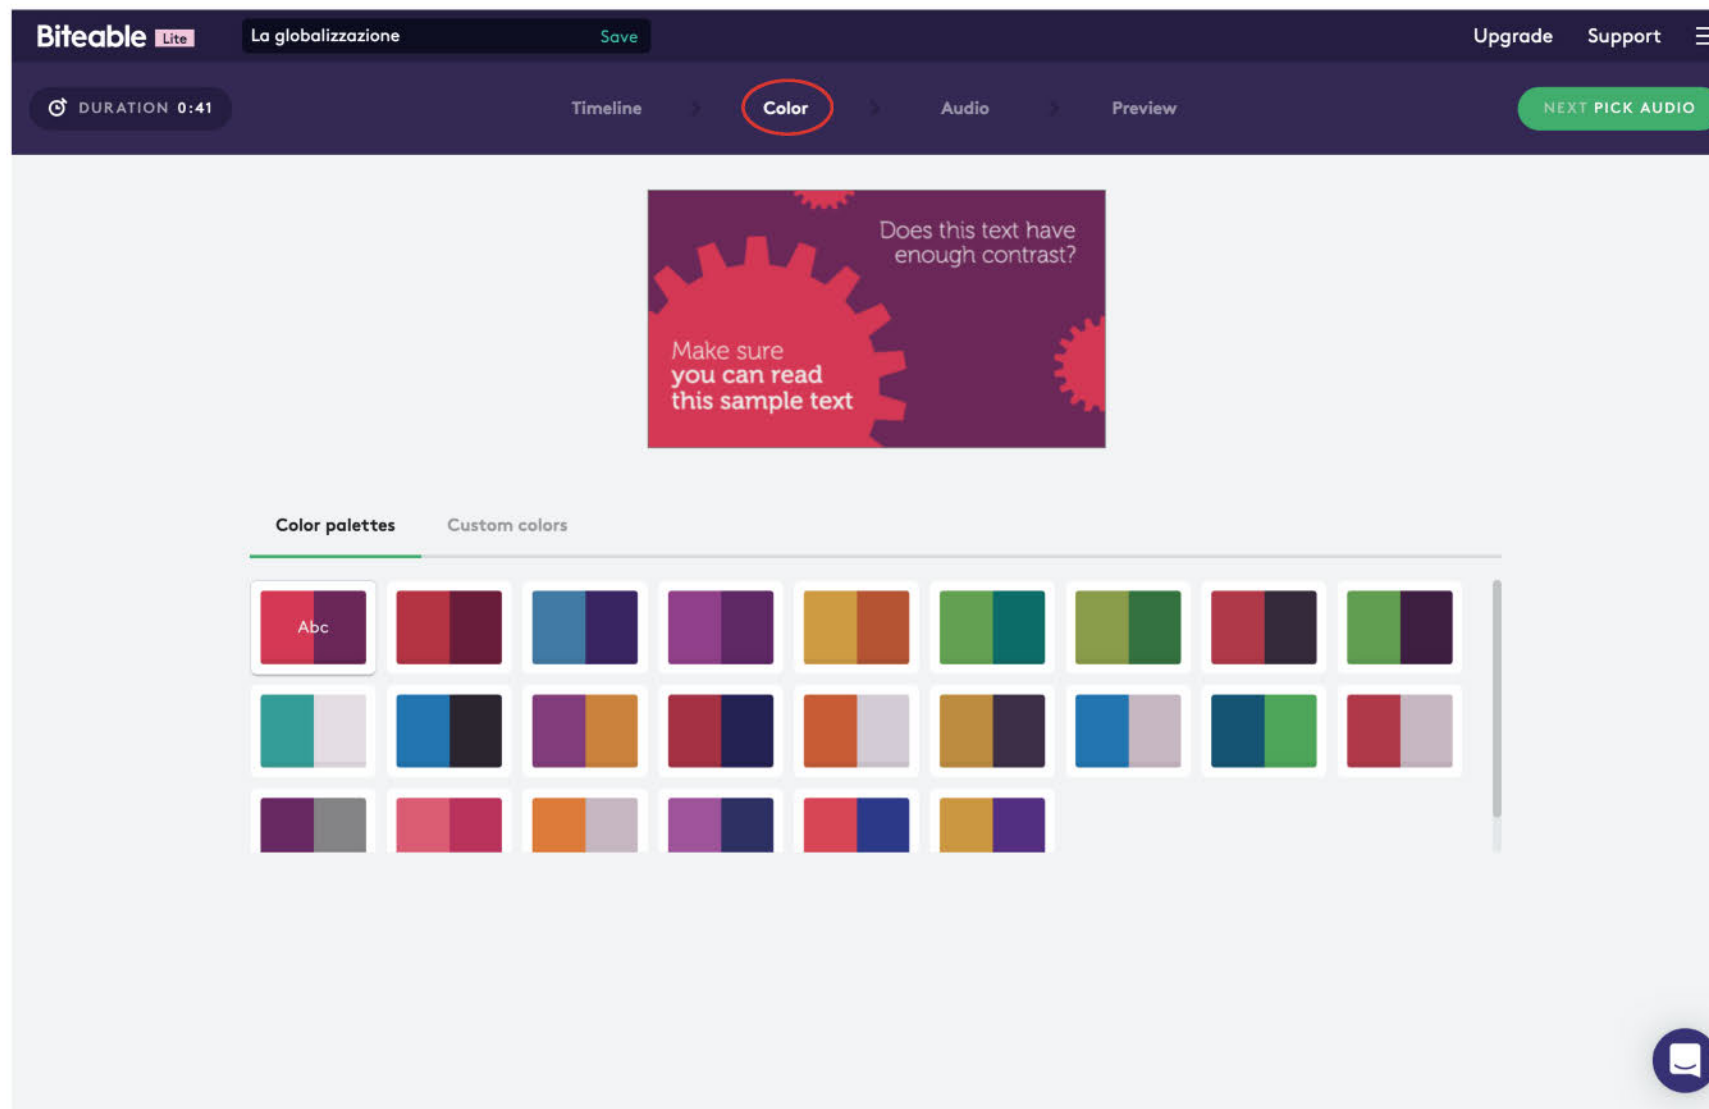 Biteable Lite
La globalizzazione
Save
Upgrade
Support
DURATION 0:41
Timeline
Color
Audio
Preview
NEXT PICK AUDIO
Does this text have
enough contrast?
Make sure
you can read
this sample text
Color palettes
Custom colors
Abc